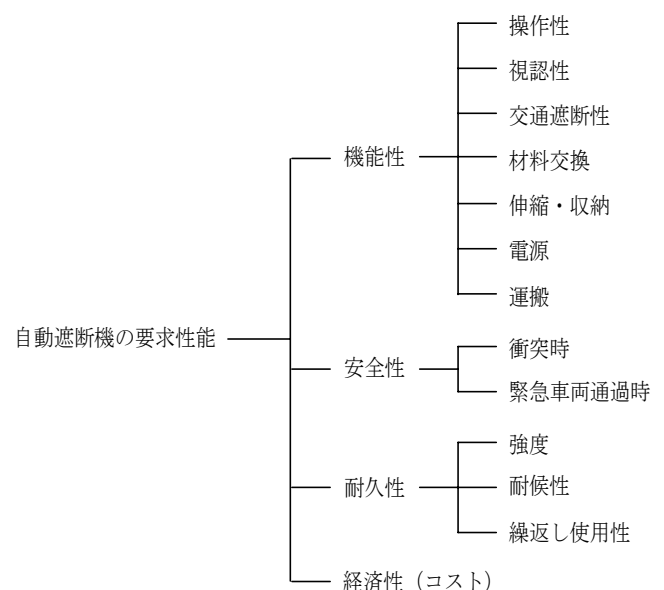 自動遮断機の要求性能
機能性
操作性
視認性
交通遮断性
材料交換
伸縮・収納
電源
運搬
安全性
衝突時
緊急車両通過時
耐久性
強度
耐候性
繰返し使用性
経済性（コスト）